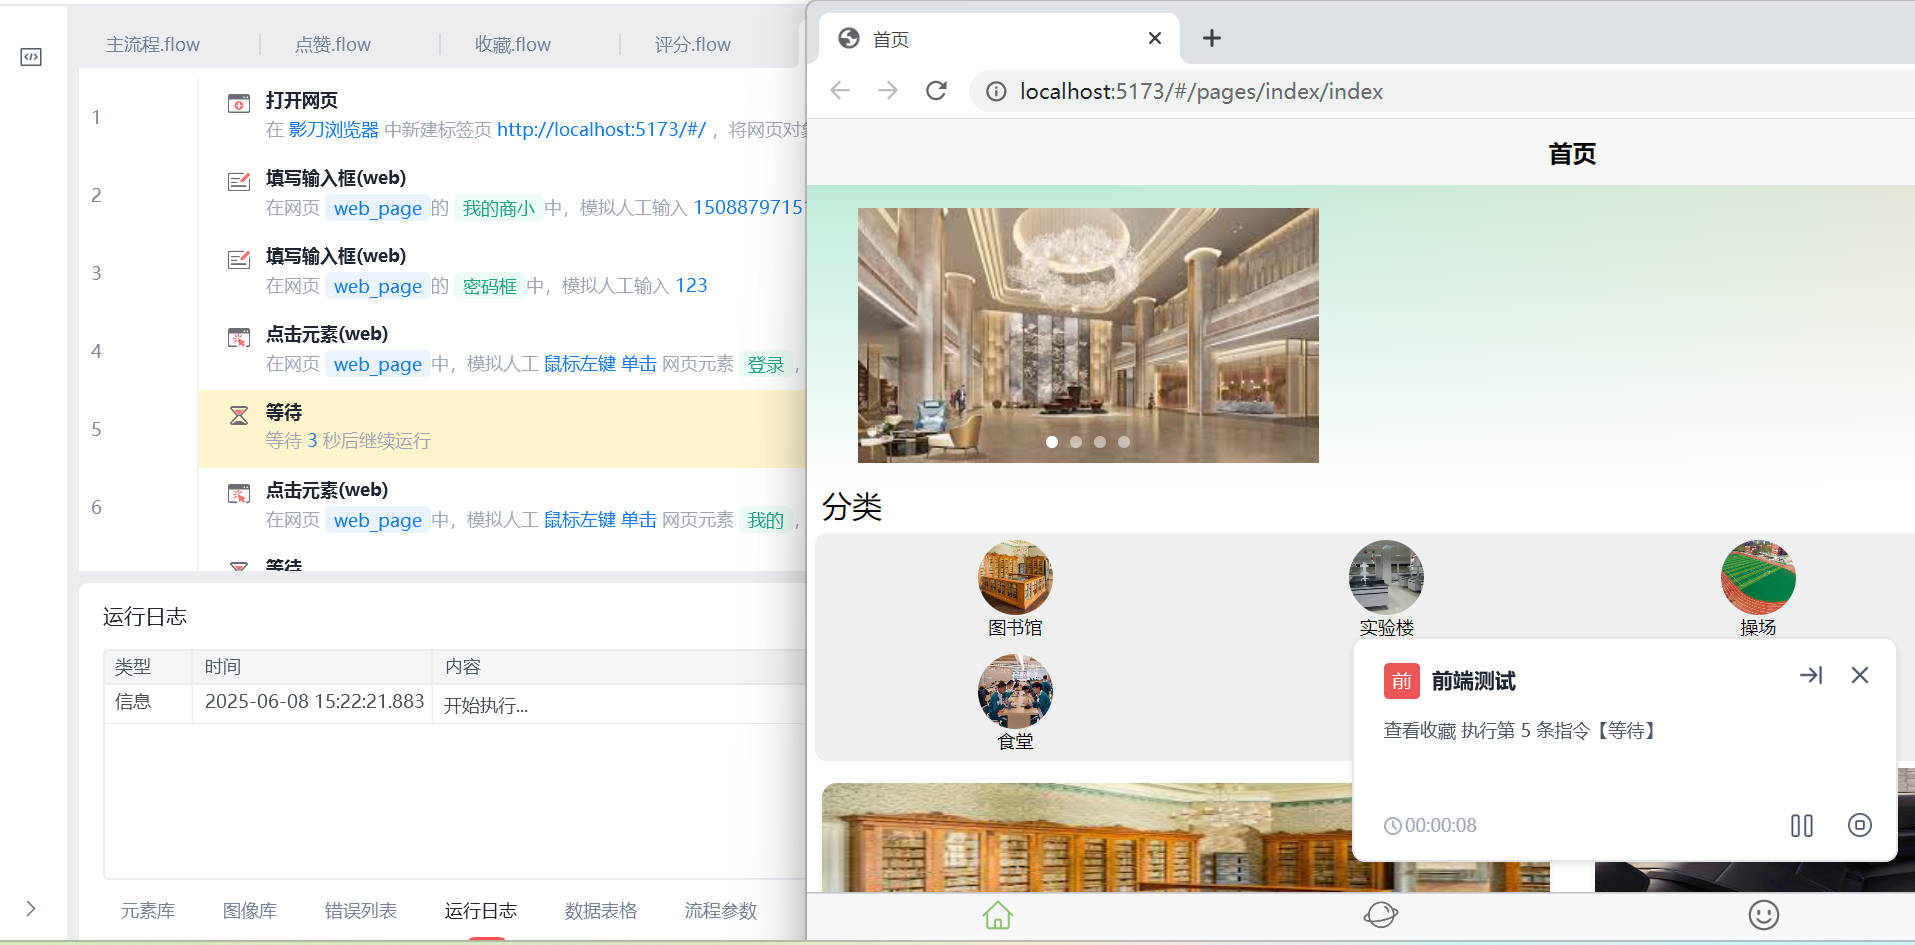 主流程.flow
点赞.flow
收藏.flow
评分.flow
1
打开网页
在 影刀浏览器 中新建标签页 http://localhost:5173/#/ ，将网页对
2
填写输入框(web)
在网页 web_page 的 我的商小 中，模拟人工输入 1508879715
3
填写输入框(web)
在网页 web_page 的 密码框 中，模拟人工输入 123
4
点击元素(web)
在网页 web_page 中，模拟人工 鼠标左键 单击 网页元素 登录 ，
5
等待
等待 3 秒后继续运行
6
点击元素(web)
在网页 web_page 中，模拟人工 鼠标左键 单击 网页元素 我的 ，
等待
运行日志
类型 时间 内容
信息 2025-06-08 15:22:21.883 开始执行...
元素库 图像库 错误列表 运行日志 数据表格 流程参数
首页
localhost:5173/#/pages/index/index
首页
分类
图书馆
实验楼
操场
食堂
前 前端测试
查看收藏 执行第 5 条指令【等待】
00:00:08